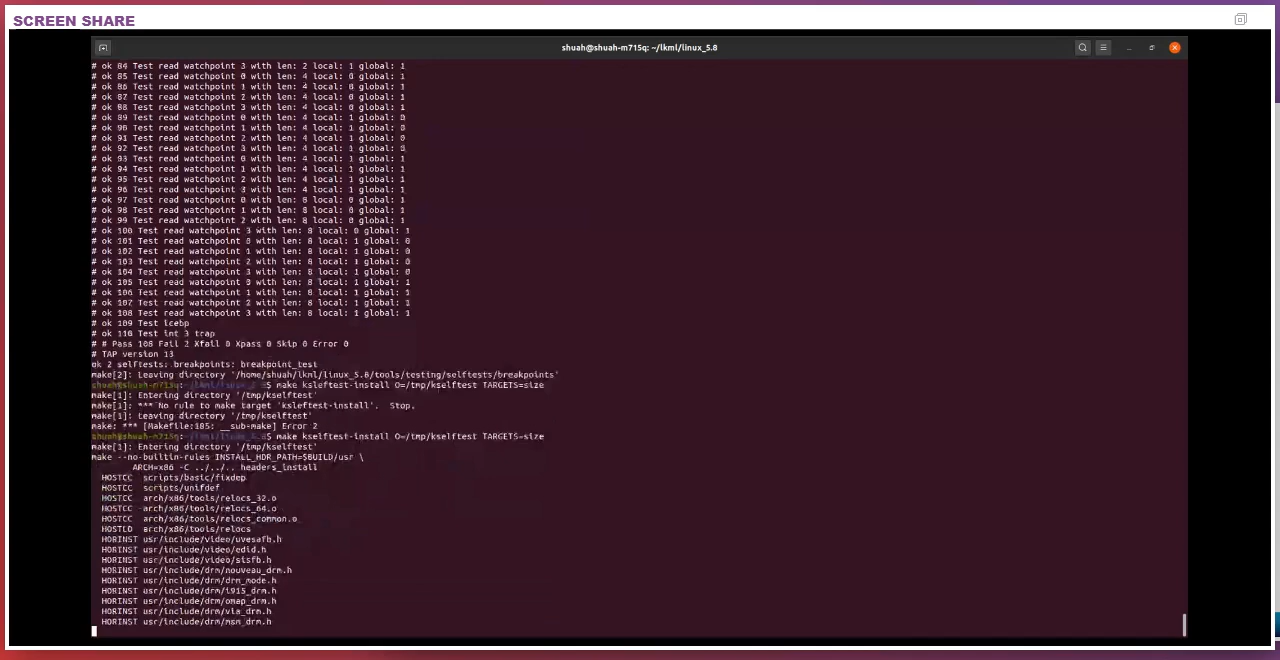 SCREEN SHARE
shuah@shuah-m715q: ~/lkml/linux_5.8
# ok 84 Test read watchpoint 3 with len: 2 local: 1 global: 1
# ok 85 Test read watchpoint 0 with len: 4 local: 0 global: 1
# ok 86 Test read watchpoint 1 with len: 4 local: 0 global: 1
# ok 87 Test read watchpoint 2 with len: 4 local: 0 global: 1
# ok 88 Test read watchpoint 3 with len: 4 local: 0 global: 1
# ok 89 Test read watchpoint 0 with len: 4 local: 1 global: 0
# ok 90 Test read watchpoint 1 with len: 4 local: 1 global: 0
# ok 91 Test read watchpoint 2 with len: 4 local: 1 global: 0
# ok 92 Test read watchpoint 3 with len: 4 local: 1 global: 0
# ok 93 Test read watchpoint 0 with len: 4 local: 1 global: 1
# ok 94 Test read watchpoint 1 with len: 4 local: 1 global: 1
# ok 95 Test read watchpoint 2 with len: 4 local: 1 global: 1
# ok 96 Test read watchpoint 3 with len: 4 local: 1 global: 1
# ok 97 Test read watchpoint 0 with len: 8 local: 0 global: 1
# ok 98 Test read watchpoint 1 with len: 8 local: 0 global: 1
# ok 99 Test read watchpoint 2 with len: 8 local: 0 global: 1
# ok 100 Test read watchpoint 3 with len: 8 local: 0 global: 1
# ok 101 Test read watchpoint 0 with len: 8 local: 1 global: 0
# ok 102 Test read watchpoint 1 with len: 8 local: 1 global: 0
# ok 103 Test read watchpoint 2 with len: 8 local: 1 global: 0
# ok 104 Test read watchpoint 3 with len: 8 local: 1 global: 0
# ok 105 Test read watchpoint 0 with len: 8 local: 1 global: 1
# ok 106 Test read watchpoint 1 with len: 8 local: 1 global: 1
# ok 107 Test read watchpoint 2 with len: 8 local: 1 global: 1
# ok 108 Test read watchpoint 3 with len: 8 local: 1 global: 1
# ok 109 Test icebp
# ok 110 Test int 3 trap
# # Pass 108 Fail 2 Xfail 0 Xpass 0 Skip 0 Error 0
# TAP version 13
ok 2 selftests: breakpoints: breakpoint_test
make[2]: Leaving directory '/home/shuah/lkml/linux_5.8/tools/testing/selftests/breakpoints'
shuah@shuah-m715q:~/lkml/linux_5.8$ make ksleftest-install O=/tmp/kselftest TARGETS=size
make[1]: Entering directory '/tmp/kselftest'
make[1]: *** No rule to make target 'ksleftest-install'.  Stop.
make[1]: Leaving directory '/tmp/kselftest'
make: *** [Makefile:185: __sub-make] Error 2
shuah@shuah-m715q:~/lkml/linux_5.8$ make kselftest-install O=/tmp/kselftest TARGETS=size
make[1]: Entering directory '/tmp/kselftest'
make --no-builtin-rules INSTALL_HDR_PATH=$BUILD/usr \
ARCH=x86 -C ../../.. headers_install
HOSTCC  scripts/basic/fixdep
HOSTCC  scripts/unifdef
HOSTCC  arch/x86/tools/relocs_32.o
HOSTCC  arch/x86/tools/relocs_64.o
HOSTCC  arch/x86/tools/relocs_common.o
HOSTLD  arch/x86/tools/relocs
HDRINST usr/include/video/uvesafb.h
HDRINST usr/include/video/edid.h
HDRINST usr/include/video/sisfb.h
HDRINST usr/include/drm/nouveau_drm.h
HDRINST usr/include/drm/drm_mode.h
HDRINST usr/include/drm/i915_drm.h
HDRINST usr/include/drm/omap_drm.h
HDRINST usr/include/drm/via_drm.h
HDRINST usr/include/drm/msm_drm.h